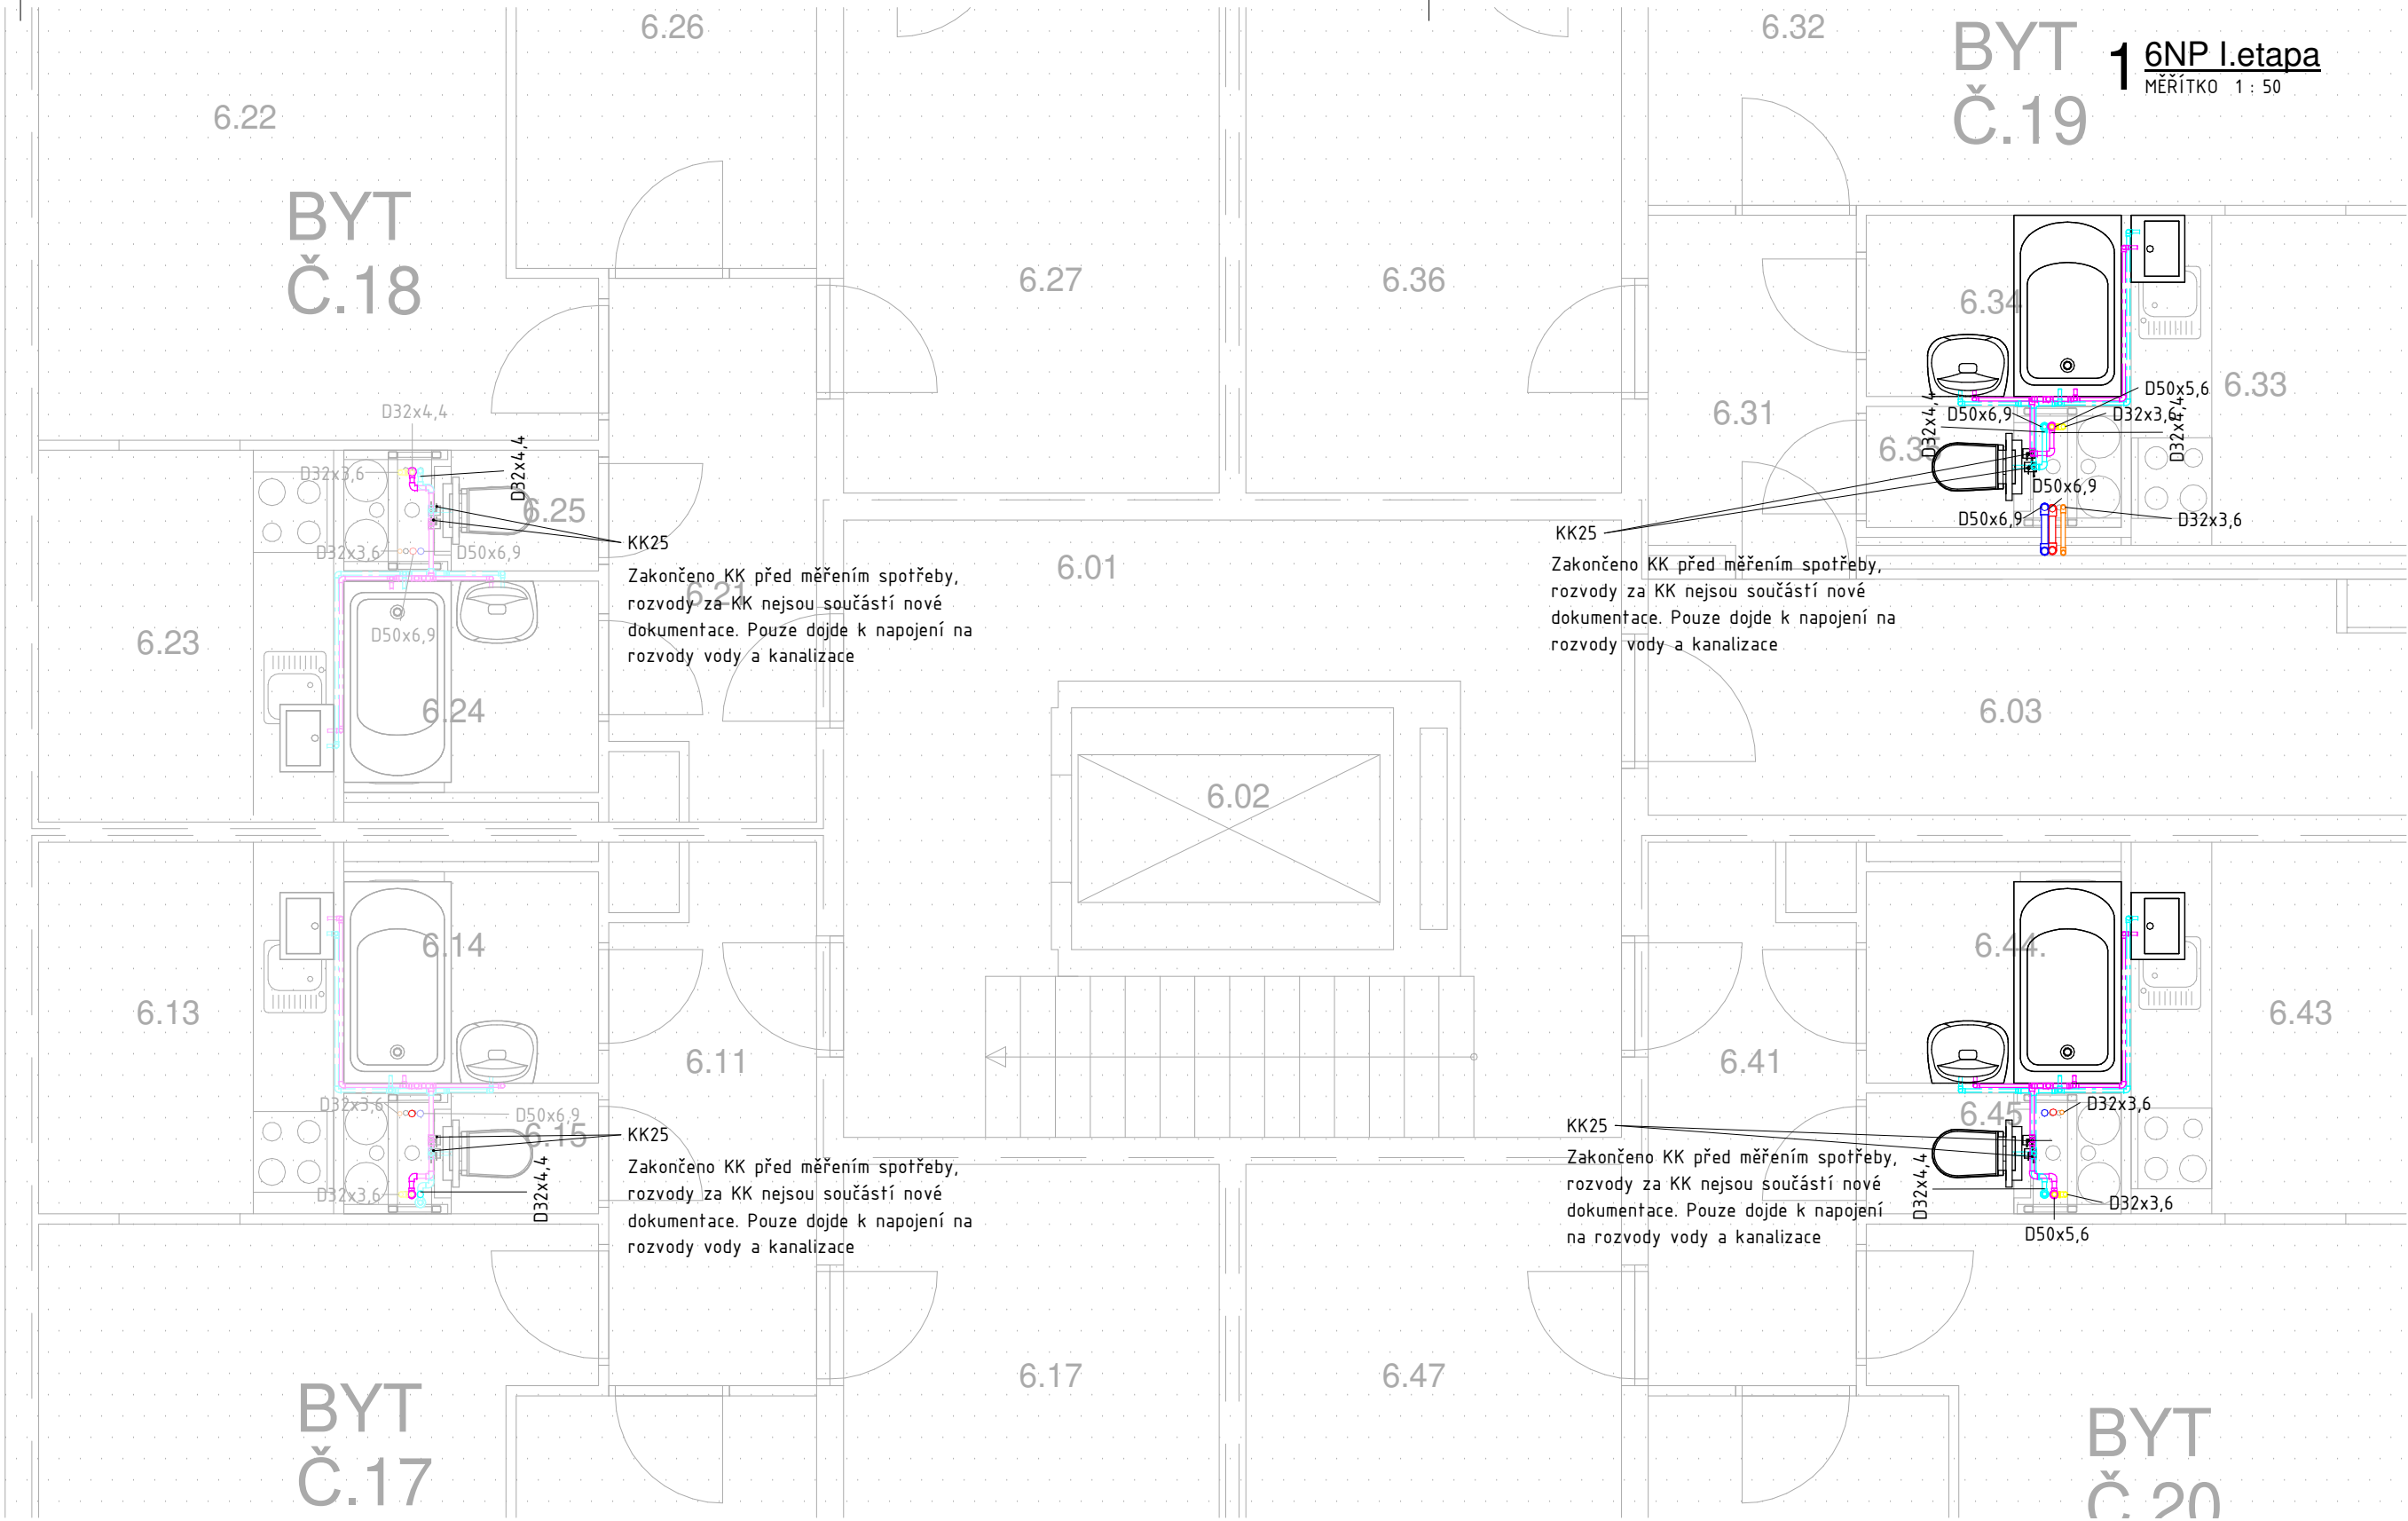 6.26
6.32
BYT
Č.19
1 6NP I.etapa
MĚŘÍTKO 1 : 50
6.22
BYT
Č.18
6.27
6.36
6.34
6.33
6.31
D50x5,6
D32x4,4
D50x6,9
D32x3,6
D32x4,4
6.35
D50x6,9
D50x6,9
D32x3,6
KK25
Zakončeno KK před měřením spotřeby,
rozvody za KK nejsou součástí nové
dokumentace. Pouze dojde k napojení na
rozvody vody a kanalizace
D32x4,4
D32x3,6
D32x4,4
6.25
D32x3,6
D50x6,9
KK25
Zakončeno KK před měřením spotřeby,
rozvody za KK nejsou součástí nové
dokumentace. Pouze dojde k napojení na
rozvody vody a kanalizace
6.21
D50x6,9
6.23
6.24
6.01
6.02
6.03
6.13
6.14
6.11
D32x3,6
D50x6,9
6.15
KK25
Zakončeno KK před měřením spotřeby,
rozvody za KK nejsou součástí nové
dokumentace. Pouze dojde k napojení na
rozvody vody a kanalizace
D32x4,4
D32x3,6
6.44.
6.43
6.41
6.45
D32x3,6
KK25
Zakončeno KK před měřením spotřeby,
rozvody za KK nejsou součástí nové
dokumentace. Pouze dojde k napojení
na rozvody vody a kanalizace
D32x4,4
D32x3,6
D50x5,6
6.17
6.47
BYT
Č.17
BYT
Č.20